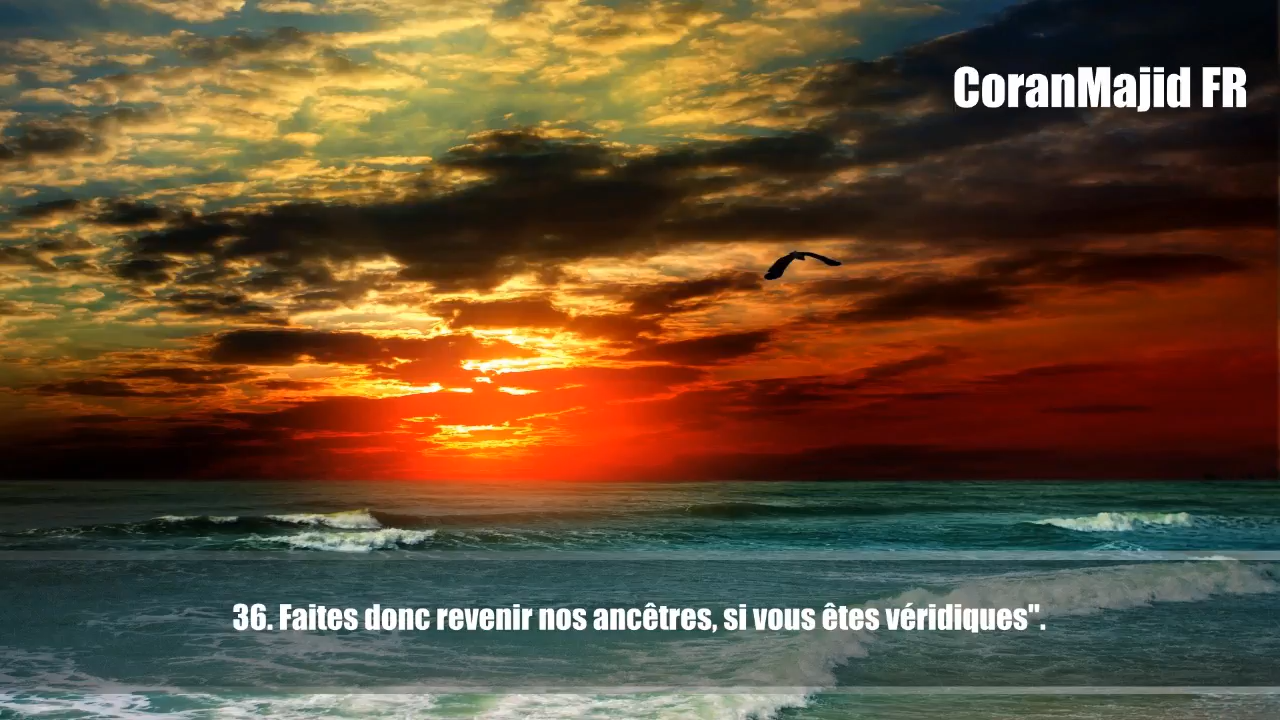 CoranMajid FR
36. Faites donc revenir nos ancêtres, si vous êtes véridiques".